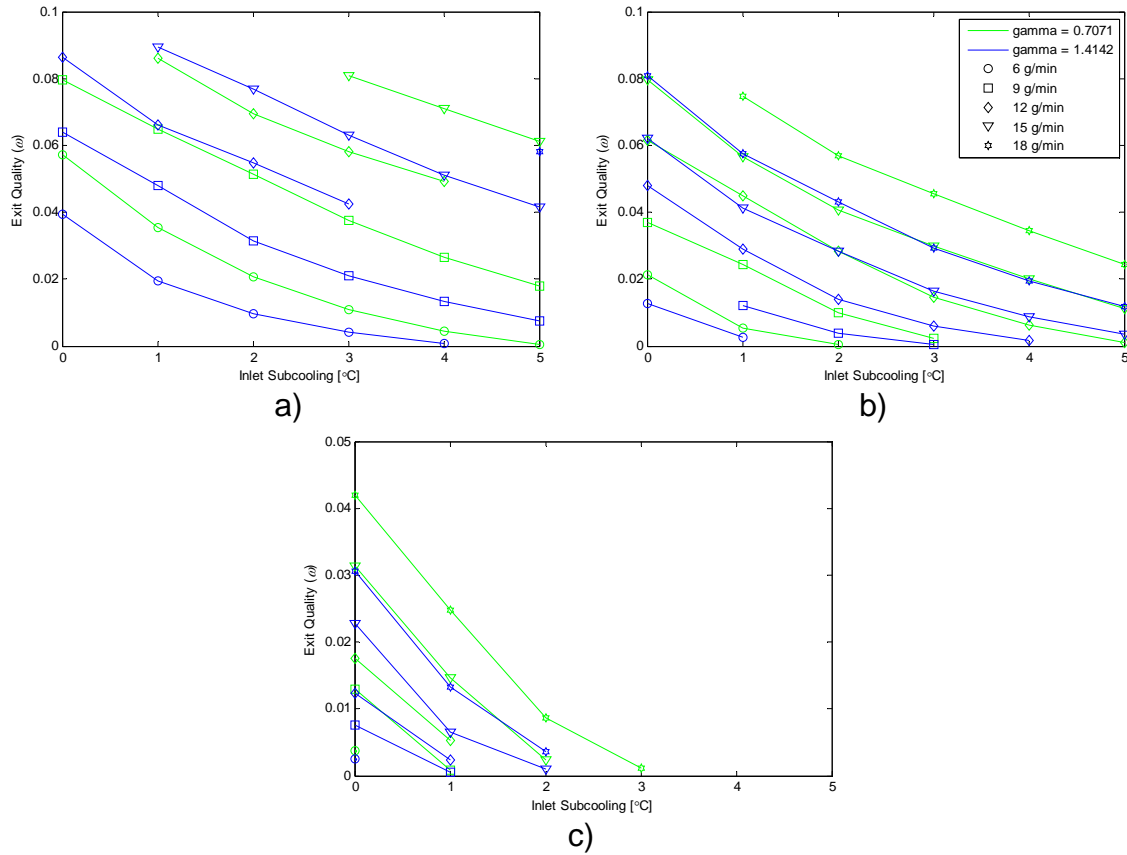 0.1
0.08
0.06
0.04
0.02
0
0 1 2 3 4 5
Exit Quality (ω)
Inlet Subcooling [°C]
a)
0.1
0.08
0.06
0.04
0.02
0
0 1 2 3 4 5
Exit Quality (ω)
Inlet Subcooling [°C]
gamma = 0.7071
gamma = 1.4142
6 g/min
9 g/min
12 g/min
15 g/min
18 g/min
b)
0.05
0.04
0.03
0.02
0.01
0
0 1 2 3 4 5
Exit Quality (ω)
Inlet Subcooling [°C]
c)